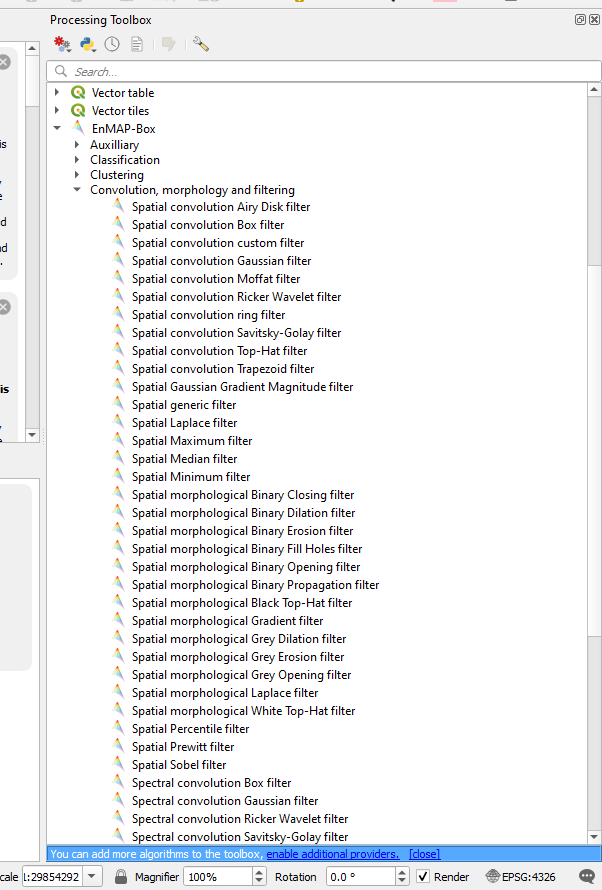 Processing Toolbox
Search...
Vector table
Vector tiles
EnMAP-Box
Auxilliary
Classification
Clustering
Convolution, morphology and filtering
Spatial convolution Airy Disk filter
Spatial convolution Box filter
Spatial convolution custom filter
Spatial convolution Gaussian filter
Spatial convolution Moffat filter
Spatial convolution Ricker Wavelet filter
Spatial convolution ring filter
Spatial convolution Savitsky-Golay filter
Spatial convolution Top-Hat filter
Spatial convolution Trapezoid filter
Spatial Gaussian Gradient Magnitude filter
Spatial generic filter
Spatial Laplace filter
Spatial Maximum filter
Spatial Median filter
Spatial Minimum filter
Spatial morphological Binary Closing filter
Spatial morphological Binary Dilation filter
Spatial morphological Binary Erosion filter
Spatial morphological Binary Fill Holes filter
Spatial morphological Binary Opening filter
Spatial morphological Binary Propagation filter
Spatial morphological Black Top-Hat filter
Spatial morphological Gradient filter
Spatial morphological Grey Dilation filter
Spatial morphological Grey Erosion filter
Spatial morphological Grey Opening filter
Spatial morphological Laplace filter
Spatial morphological White Top-Hat filter
Spatial Percentile filter
Spatial Prewitt filter
Spatial Sobel filter
Spectral convolution Box filter
Spectral convolution Gaussian filter
Spectral convolution Ricker Wavelet filter
Spectral convolution Savitsky-Golay filter
You can add more algorithms to the toolbox, enable additional providers. [close]
cale 1:29854292 Magnifier 100% Rotation 0.0 ° Render EPSG:4326